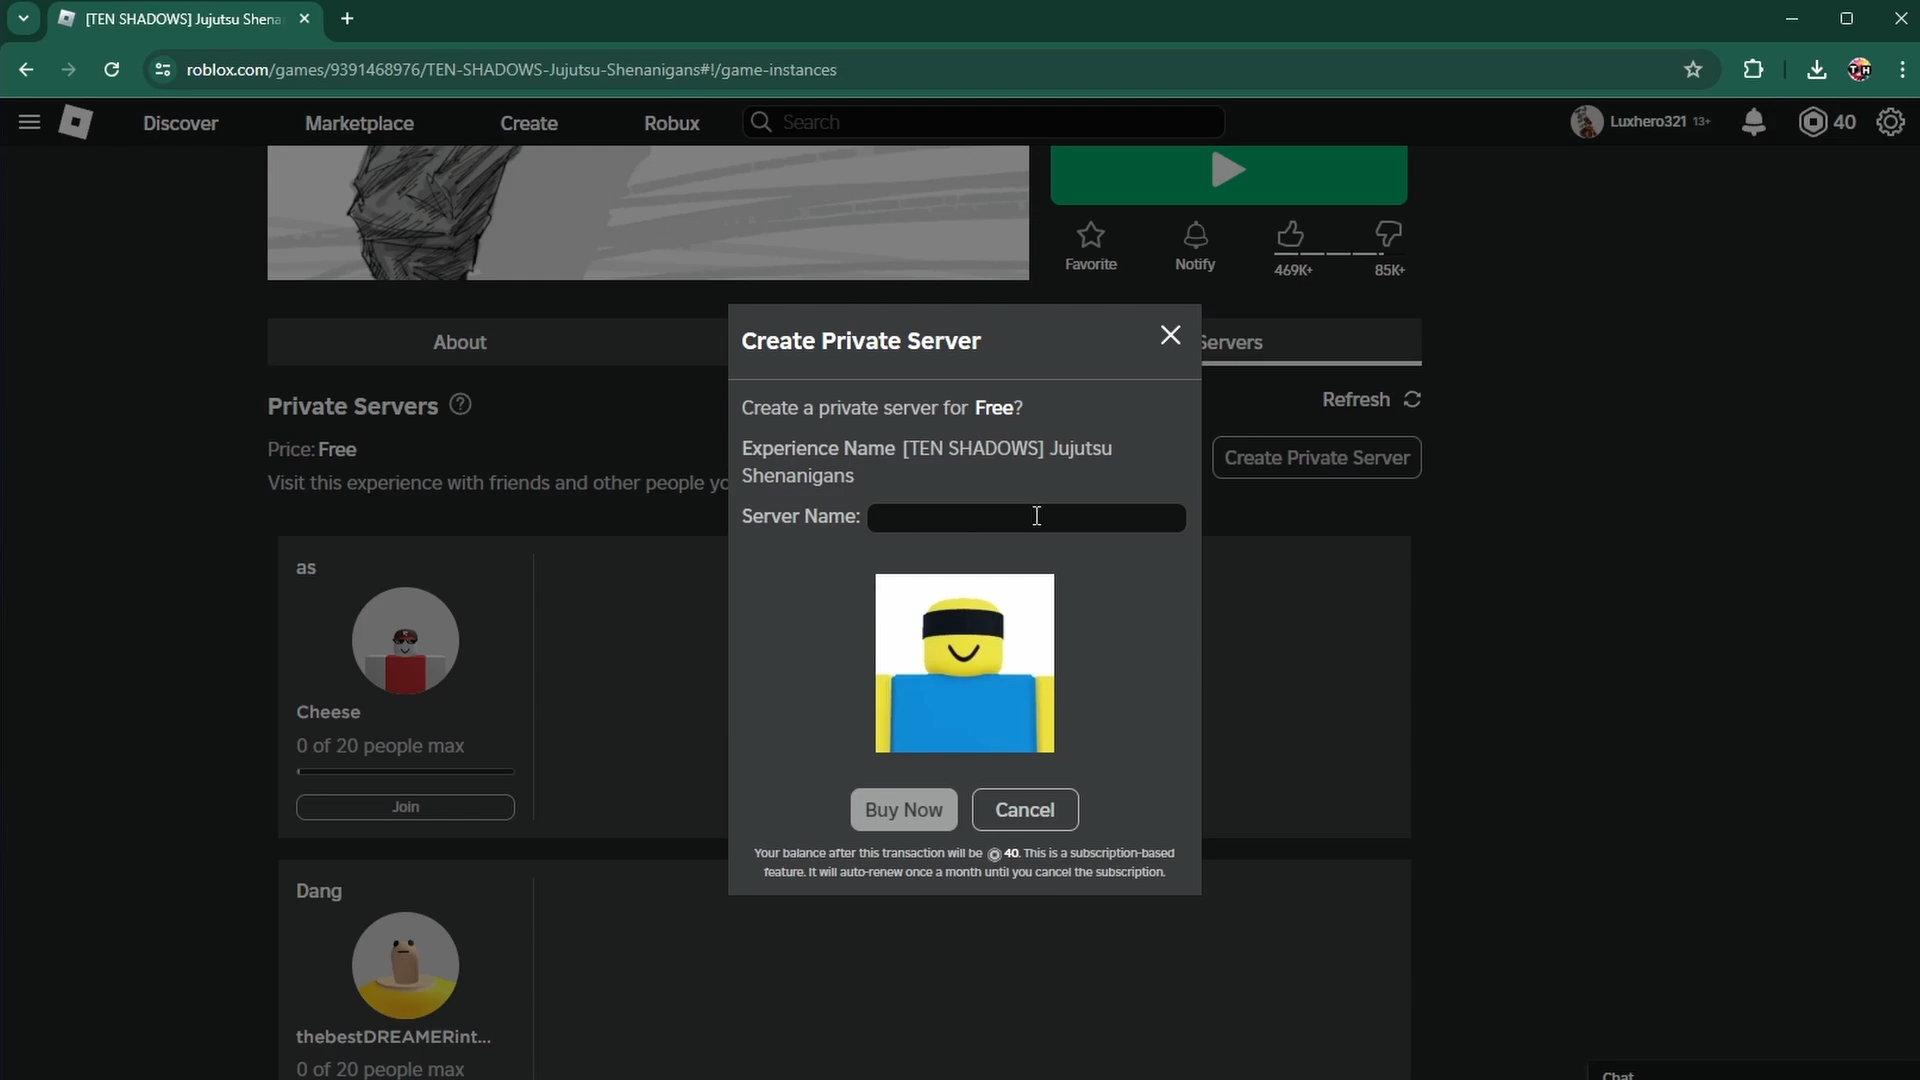 [TEN SHADOWS] Jujutsu Shena
roblox.com/games/9391468976/TEN-SHADOWS-Jujutsu-Shenanigans#!/game-instances
TH
Discover
Marketplace
Create
Robux
Search
Luxhero321 13+
40
Favorite
Notify
469K+
85K+
About
Servers
Create Private Server
Private Servers
Refresh
Price: Free
Create Private Server
Visit this experience with friends and other people yo
Create a private server for Free?
Experience Name [TEN SHADOWS] Jujutsu
Shenanigans
Server Name:
as
Cheese
0 of 20 people max
Join
Buy Now
Cancel
Your balance after this transaction will be 40. This is a subscription-based
feature. It will auto-renew once a month until you cancel the subscription.
Dang
thebestDREAMERint...
0 of 20 people max
Chat